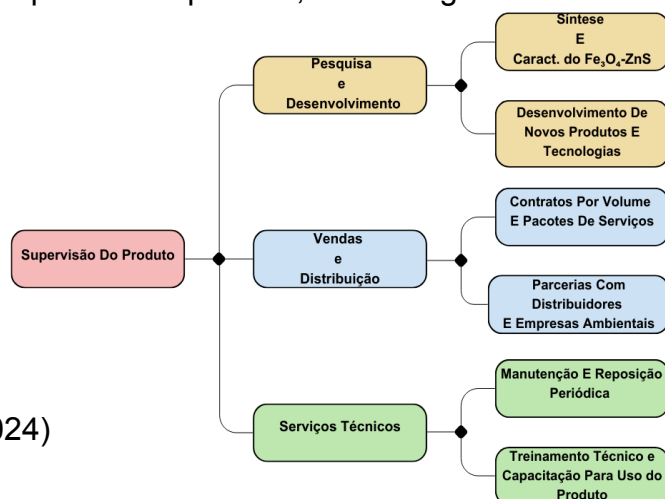 Síntese
E
Caract. do Fe₃O₄-ZnS
Pesquisa
e
Desenvolvimento
Desenvolvimento De
Novos Produtos E
Tecnologias
Contratos Por Volume
E Pacotes De Serviços
Supervisão Do Produto
Vendas
e
Distribuição
Parcerias Com
Distribuidores
E Empresas Ambientais
Manutenção E Reposição
Periódica
Serviços Técnicos
024)
Treinamento Técnico e
Capacitação Para Uso do
Produto